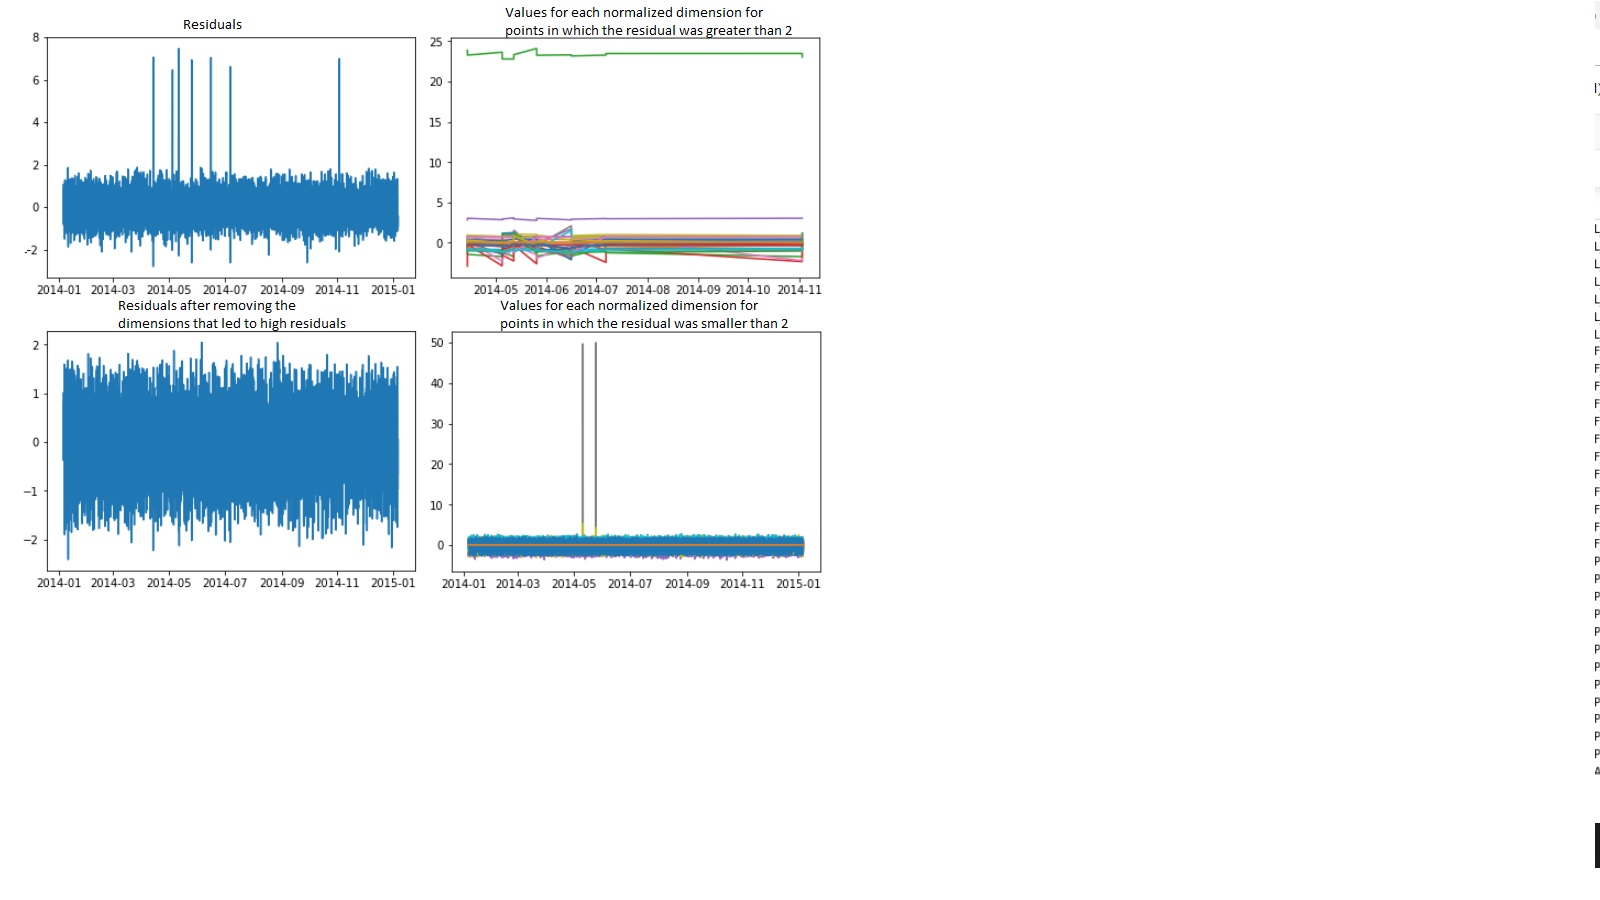 Residuals
8
6
4
2
0
-2
2014-01 2014-03 2014-05 2014-07 2014-09 2014-11 2015-01
Values for each normalized dimension for
points in which the residual was greater than 2
25
20
15
10
5
0
2014-05 2014-06 2014-07 2014-08 2014-09 2014-10 2014-11
Residuals after removing the
dimensions that led to high residuals
2
1
0
−1
−2
2014-01 2014-03 2014-05 2014-07 2014-09 2014-11 2015-01
Values for each normalized dimension for
points in which the residual was smaller than 2
50
40
30
20
10
0
2014-01 2014-03 2014-05 2014-07 2014-09 2014-11 2015-01